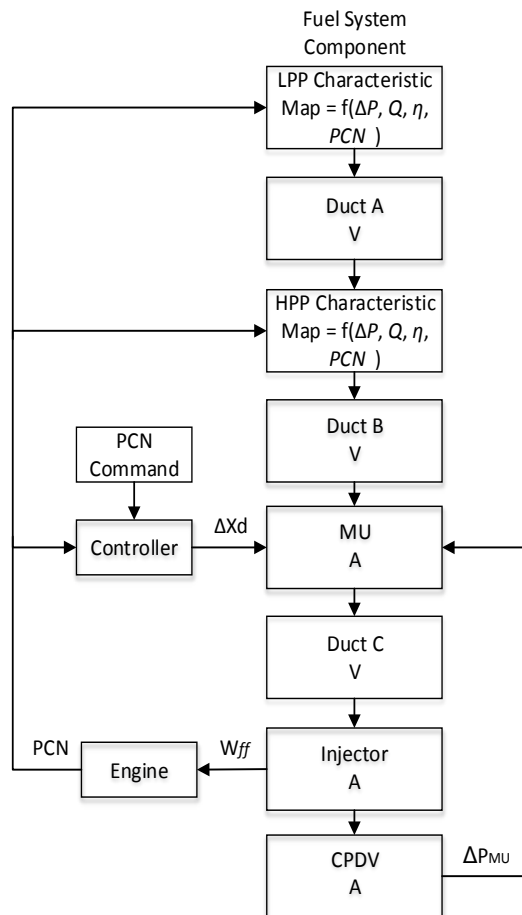 Fuel System
Component
LPP Characteristic
Map = f(ΔP, Q, η,
PCN )
Duct A
V
HPP Characteristic
Map = f(ΔP, Q, η,
PCN )
Duct B
V
PCN
Command
Controller
ΔXd
MU
A
Duct C
V
PCN
Engine
Wff
Injector
A
CPDV
A
ΔPMU